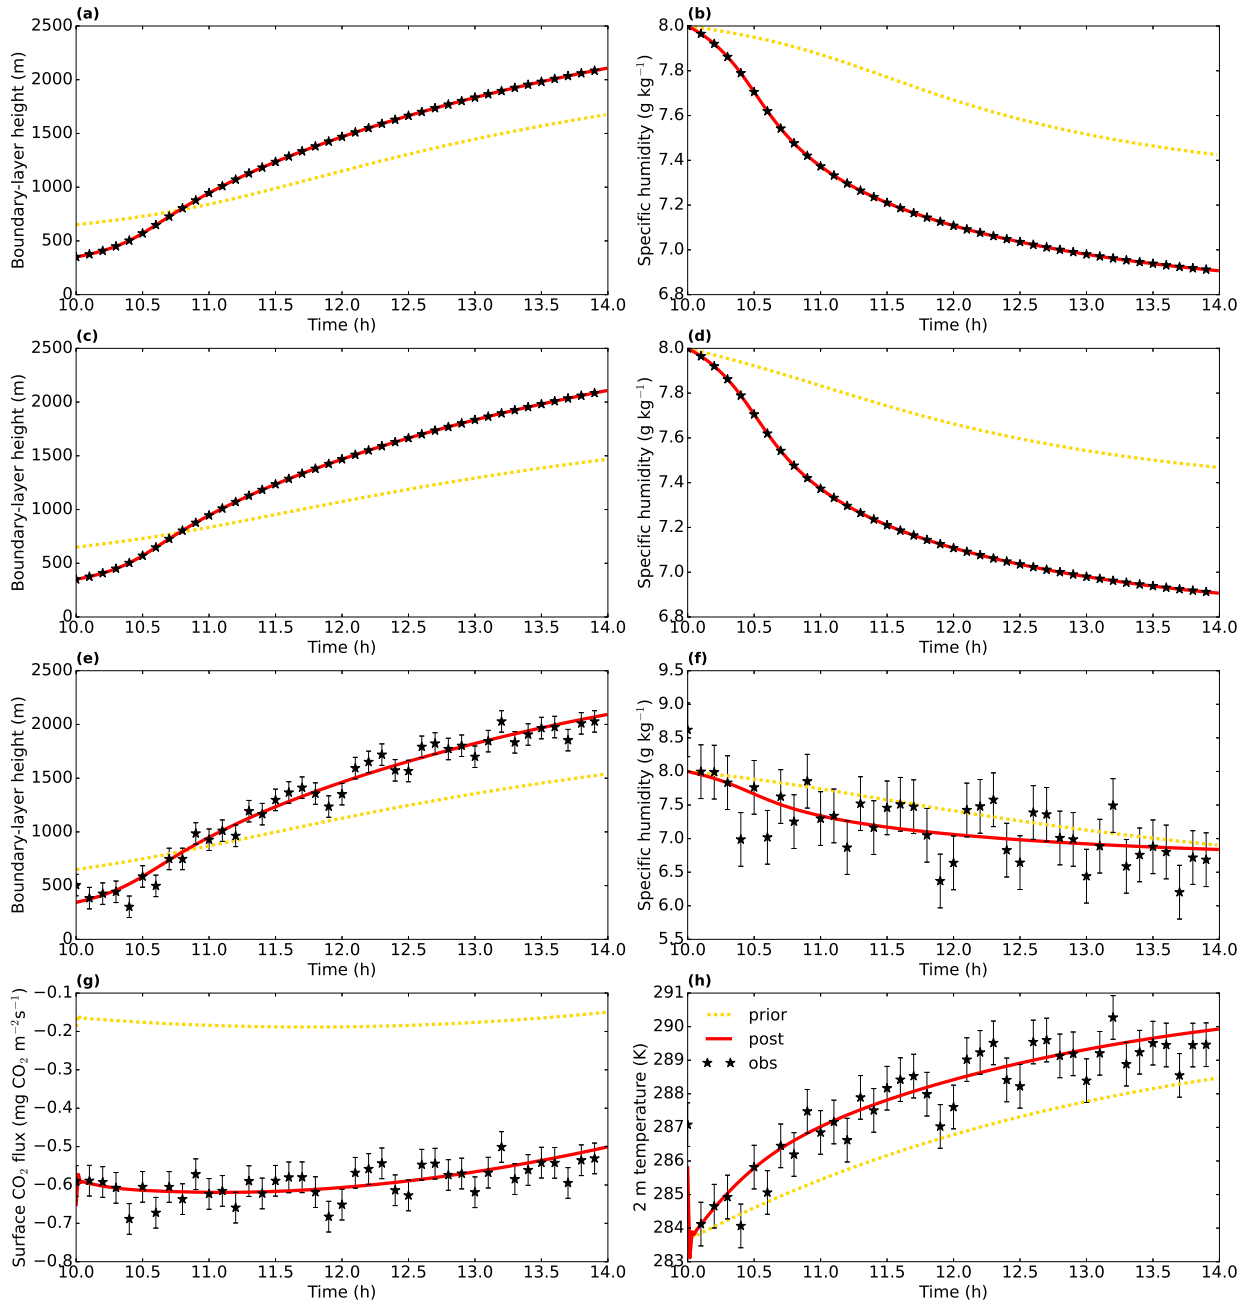 (a)
Boundary-layer height (m)
2500
2000
1500
1000
500
0
10.0 10.5 11.0 11.5 12.0 12.5 13.0 13.5 14.0
Time (h)
(b)
Specific humidity (g kg⁻¹)
8.0
7.8
7.6
7.4
7.2
7.0
6.8
10.0 10.5 11.0 11.5 12.0 12.5 13.0 13.5 14.0
Time (h)
(c)
Boundary-layer height (m)
2500
2000
1500
1000
500
0
10.0 10.5 11.0 11.5 12.0 12.5 13.0 13.5 14.0
Time (h)
(d)
Specific humidity (g kg⁻¹)
8.0
7.8
7.6
7.4
7.2
7.0
6.8
10.0 10.5 11.0 11.5 12.0 12.5 13.0 13.5 14.0
Time (h)
(e)
Boundary-layer height (m)
2500
2000
1500
1000
500
0
10.0 10.5 11.0 11.5 12.0 12.5 13.0 13.5 14.0
Time (h)
(f)
Specific humidity (g kg⁻¹)
9.5
9.0
8.5
8.0
7.5
7.0
6.5
6.0
5.5
10.0 10.5 11.0 11.5 12.0 12.5 13.0 13.5 14.0
Time (h)
(g)
Surface CO₂ flux (mg CO₂ m⁻²s⁻¹)
−0.1
−0.2
−0.3
−0.4
−0.5
−0.6
−0.7
−0.8
10.0 10.5 11.0 11.5 12.0 12.5 13.0 13.5 14.0
Time (h)
(h)
2 m temperature (K)
291
290
289
288
287
286
285
284
283
prior
post
obs
10.0 10.5 11.0 11.5 12.0 12.5 13.0 13.5 14.0
Time (h)